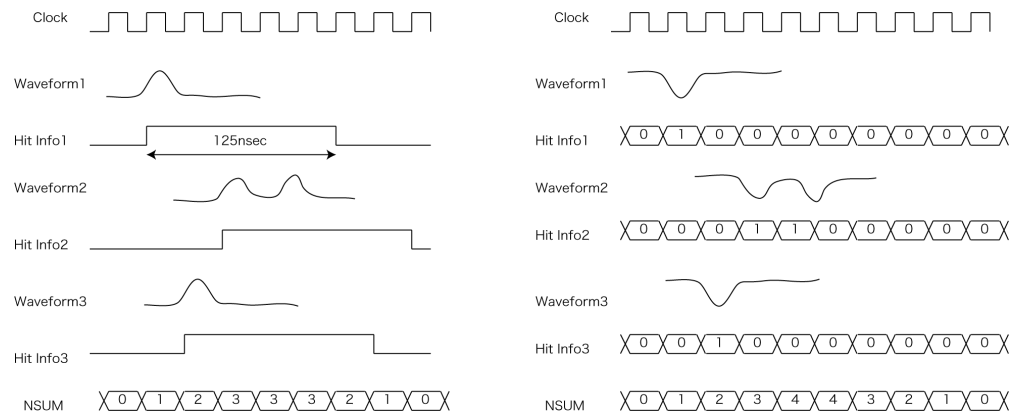 Clock
Waveform1
Hit Info1
125nsec
Waveform2
Hit Info2
Waveform3
Hit Info3
NSUM 0 1 2 3 3 3 2 1 0
Clock
Waveform1
Hit Info1 0 1 0 0 0 0 0 0 0 0
Waveform2
Hit Info2 0 0 0 1 1 0 0 0 0 0
Waveform3
Hit Info3 0 0 1 0 0 0 0 0 0 0
NSUM 0 1 2 3 4 4 3 2 1 0